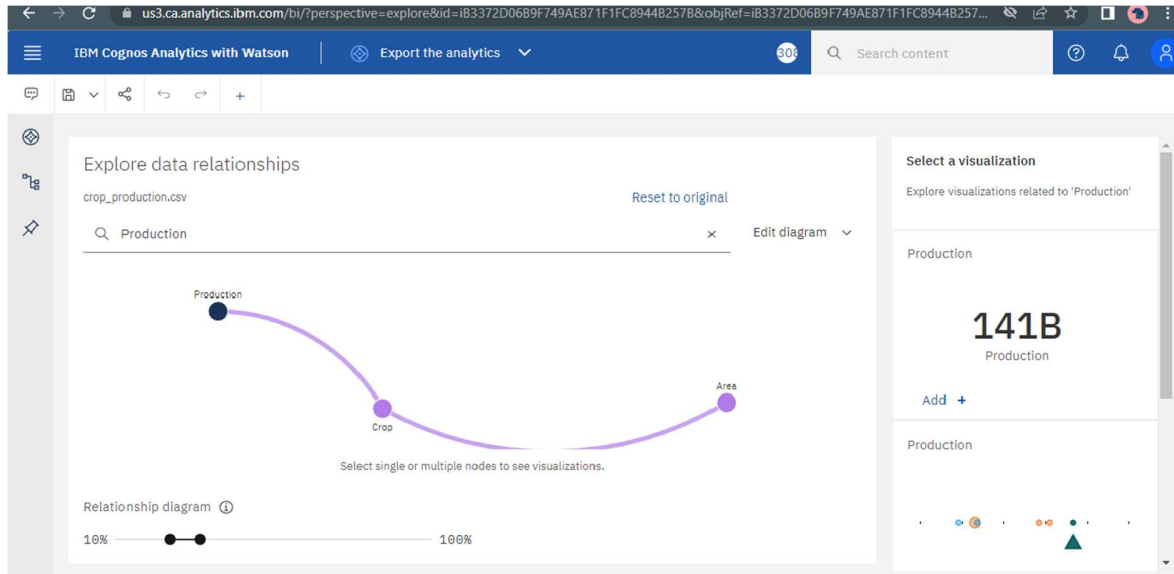 us3.ca.analytics.ibm.com/bi/?perspective=explore&id=iB3372D06B9F749AE871F1FC8944B257B&objRef=iB3372D06B9F749AE871F1FC8944B257...
IBM Cognos Analytics with Watson
Export the analytics
308
Search content
Explore data relationships
crop_production.csv
Reset to original
Production
Edit diagram
Production
Crop
Area
Select single or multiple nodes to see visualizations.
Relationship diagram
10%
100%
Select a visualization
Explore visualizations related to 'Production'
Production
141B
Production
Add +
Production